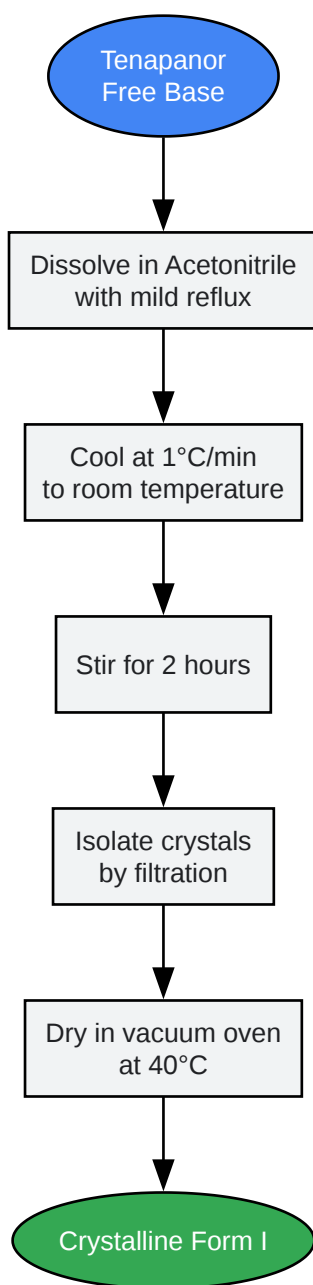 Tenapanor
Free Base
Dissolve in Acetonitrile
with mild reflux
Cool at 1°C/min
to room temperature
Stir for 2 hours
Isolate crystals
by filtration
Dry in vacuum oven
at 40°C
Crystalline Form I